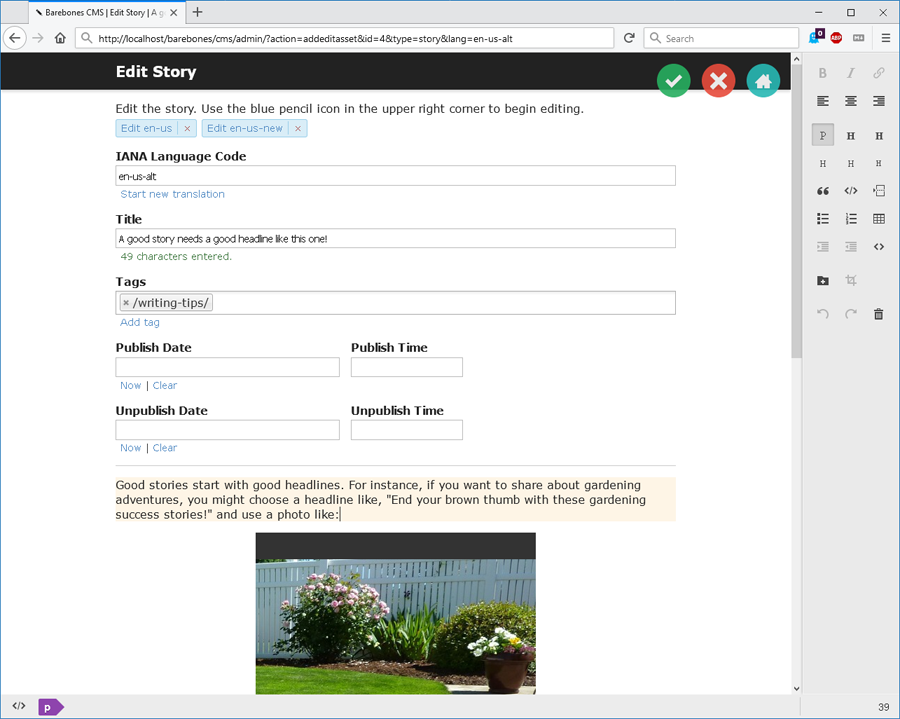 Barebones CMS | Edit Story | A g
http://localhost/barebones/cms/admin/?action=addeditasset&id=4&type=story&lang=en-us-alt
Search
0
ABP
Edit Story
Edit the story. Use the blue pencil icon in the upper right corner to begin editing.
Edit en-us × Edit en-us-new ×
IANA Language Code
en-us-alt
Start new translation
Title
A good story needs a good headline like this one!
49 characters entered.
Tags
× /writing-tips/
Add tag
Publish Date Publish Time
Now | Clear
Unpublish Date Unpublish Time
Now | Clear
Good stories start with good headlines. For instance, if you want to share about gardening
adventures, you might choose a headline like, "End your brown thumb with these gardening
success stories!" and use a photo like:
B I
P H H
H H H
p
39